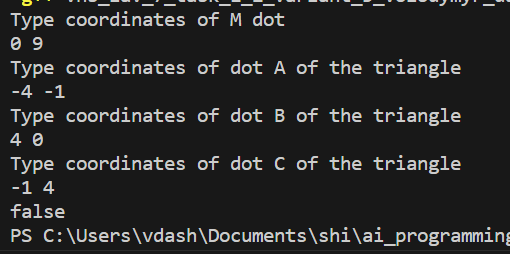 Type coordinates of M dot
0 9
Type coordinates of dot A of the triangle
-4 -1
Type coordinates of dot B of the triangle
4 0
Type coordinates of dot C of the triangle
-1 4
false
PS C:\Users\vdash\Documents\shi\ai_programming